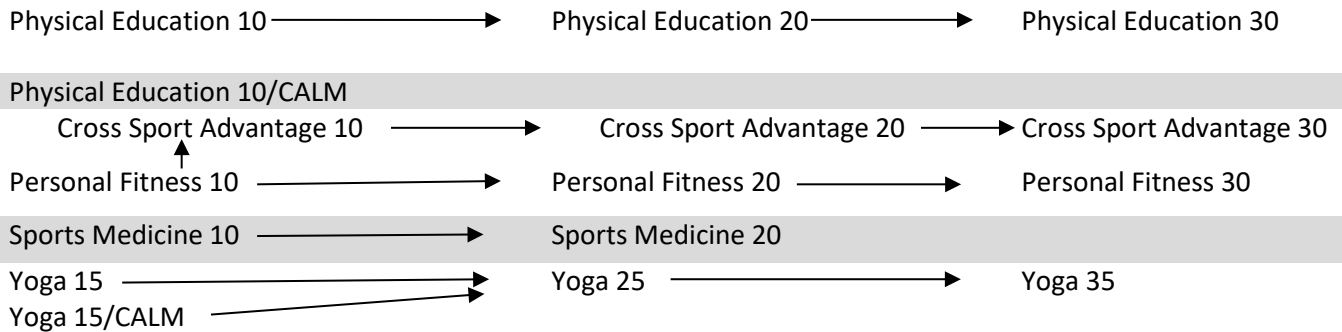 Physical Education 10 Physical Education 20 Physical Education 30
Physical Education 10/CALM
Cross Sport Advantage 10 Cross Sport Advantage 20 Cross Sport Advantage 30
Personal Fitness 10 Personal Fitness 20 Personal Fitness 30
Sports Medicine 10 Sports Medicine 20
Yoga 15 Yoga 25 Yoga 35
Yoga 15/CALM